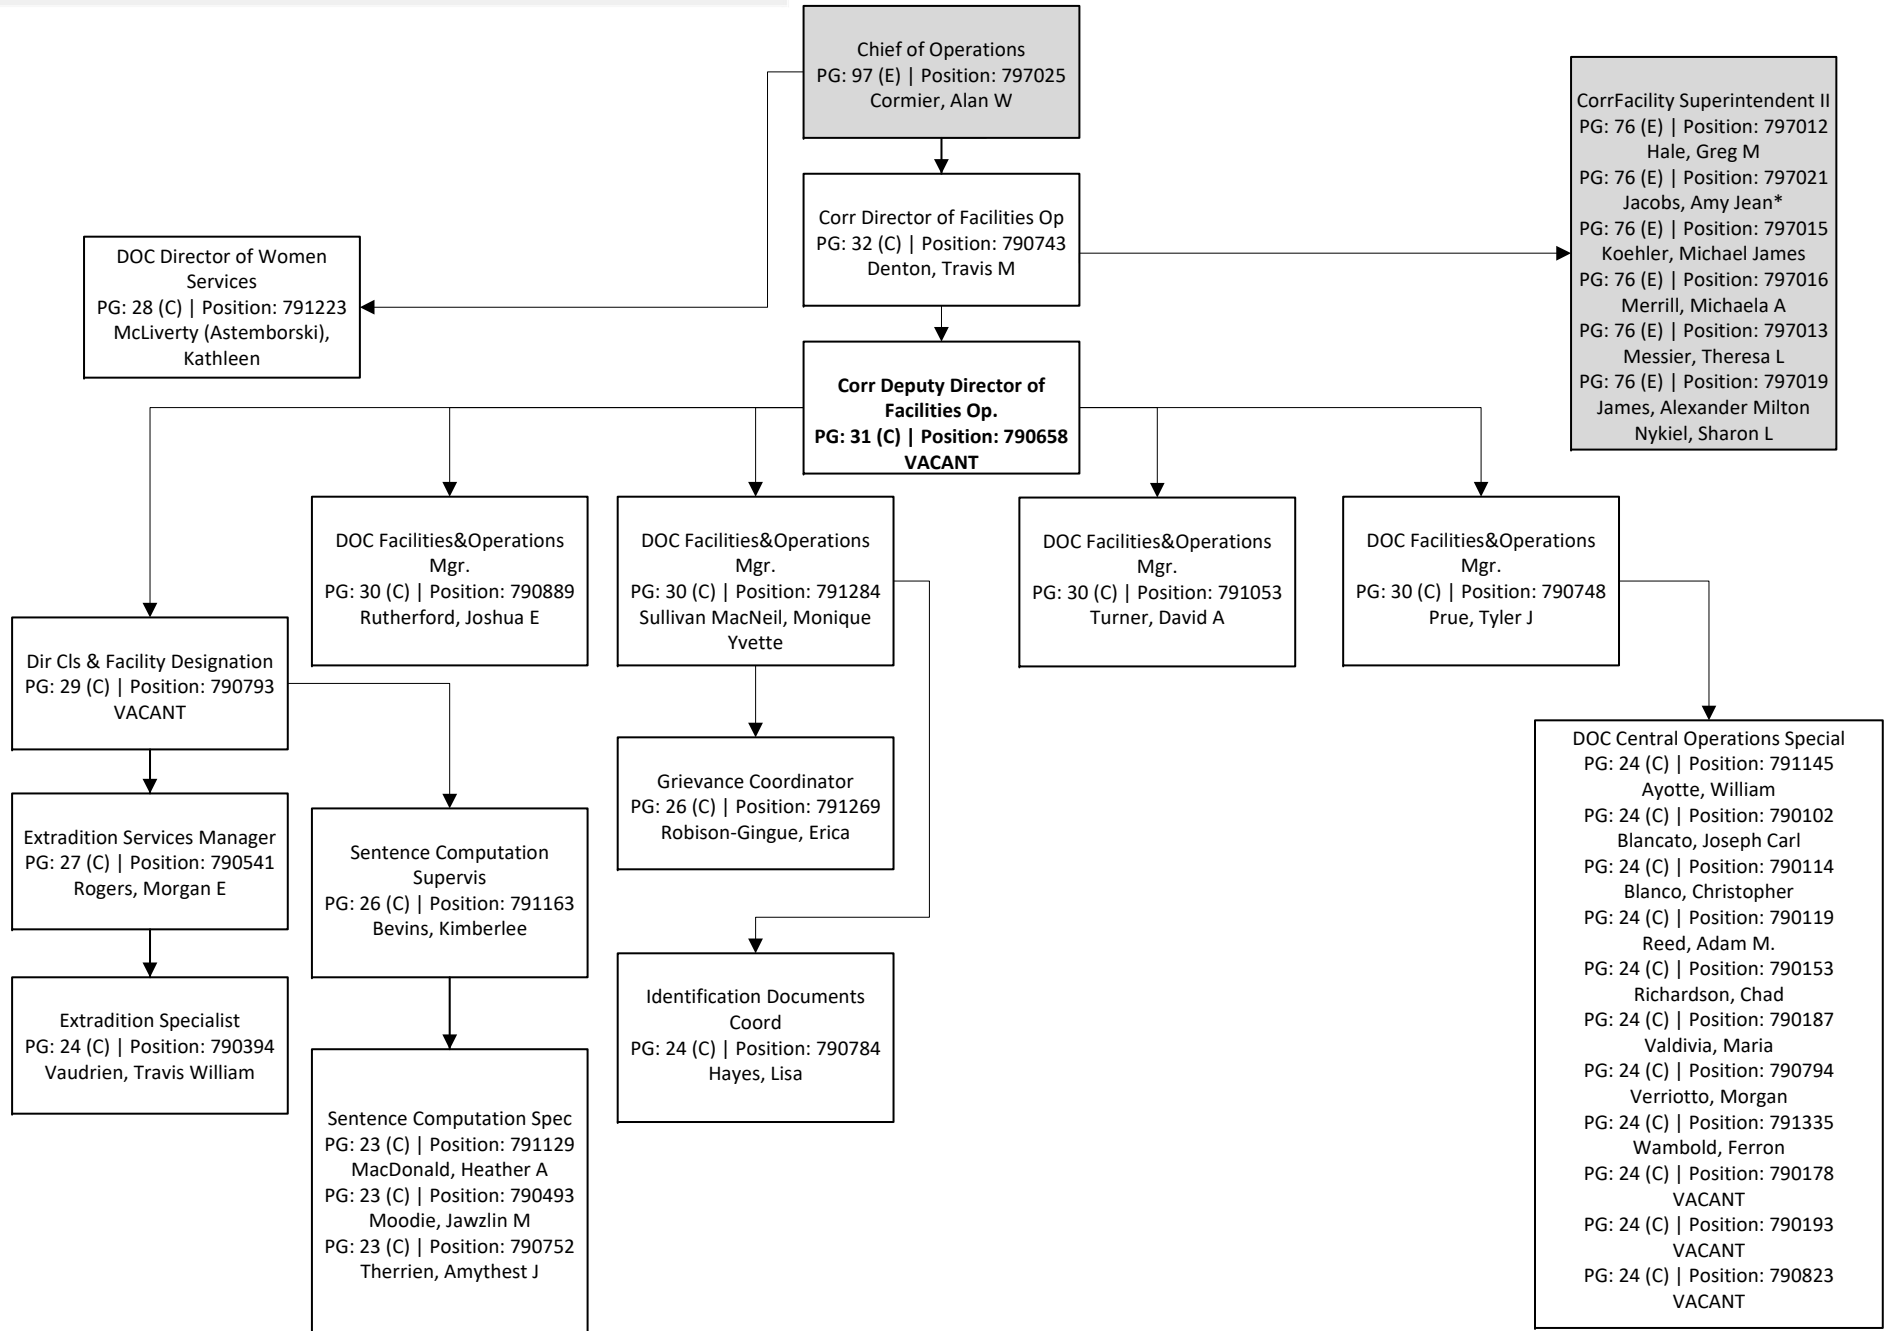 Chief of Operations
PG: 97 (E) | Position: 797025
Cormier, Alan W
CorrFacility Superintendent II
PG: 76 (E) | Position: 797012
Hale, Greg M
PG: 76 (E) | Position: 797021
Jacobs, Amy Jean*
PG: 76 (E) | Position: 797015
Koehler, Michael James
PG: 76 (E) | Position: 797016
Merrill, Michaela A
PG: 76 (E) | Position: 797013
Messier, Theresa L
PG: 76 (E) | Position: 797019
James, Alexander Milton
Nykiel, Sharon L
Corr Director of Facilities Op
PG: 32 (C) | Position: 790743
Denton, Travis M
DOC Director of Women
Services
PG: 28 (C) | Position: 791223
McLiverty (Astemborski),
Kathleen
Corr Deputy Director of
Facilities Op.
PG: 31 (C) | Position: 790658
VACANT
DOC Facilities&Operations
Mgr.
PG: 30 (C) | Position: 790889
Rutherford, Joshua E
DOC Facilities&Operations
Mgr.
PG: 30 (C) | Position: 791284
Sullivan MacNeil, Monique
Yvette
DOC Facilities&Operations
Mgr.
PG: 30 (C) | Position: 791053
Turner, David A
DOC Facilities&Operations
Mgr.
PG: 30 (C) | Position: 790748
Prue, Tyler J
Dir Cls & Facility Designation
PG: 29 (C) | Position: 790793
VACANT
Extradition Services Manager
PG: 27 (C) | Position: 790541
Rogers, Morgan E
Extradition Specialist
PG: 24 (C) | Position: 790394
Vaudrien, Travis William
Sentence Computation
Supervis
PG: 26 (C) | Position: 791163
Bevins, Kimberlee
Sentence Computation Spec
PG: 23 (C) | Position: 791129
MacDonald, Heather A
PG: 23 (C) | Position: 790493
Moodie, Jawzlin M
PG: 23 (C) | Position: 790752
Therrien, Amythest J
Grievance Coordinator
PG: 26 (C) | Position: 791269
Robison-Gingue, Erica
Identification Documents
Coord
PG: 24 (C) | Position: 790784
Hayes, Lisa
DOC Central Operations Special
PG: 24 (C) | Position: 791145
Ayotte, William
PG: 24 (C) | Position: 790102
Blancato, Joseph Carl
PG: 24 (C) | Position: 790114
Blanco, Christopher
PG: 24 (C) | Position: 790119
Reed, Adam M.
PG: 24 (C) | Position: 790153
Richardson, Chad
PG: 24 (C) | Position: 790187
Valdivia, Maria
PG: 24 (C) | Position: 790794
Verriotto, Morgan
PG: 24 (C) | Position: 791335
Wambold, Ferron
PG: 24 (C) | Position: 790178
VACANT
PG: 24 (C) | Position: 790193
VACANT
PG: 24 (C) | Position: 790823
VACANT